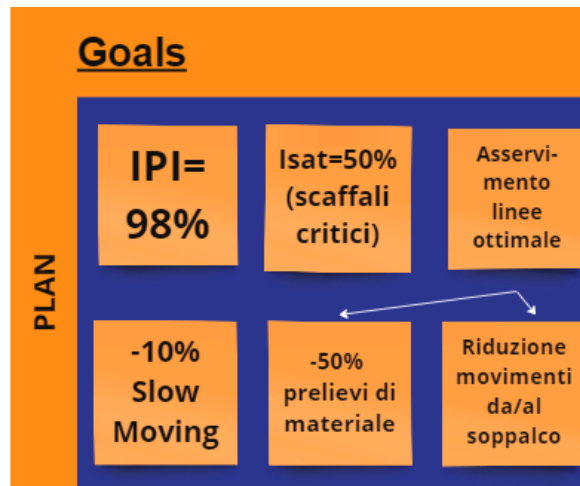 Goals
PLAN
IPI=
98%
Isat=50%
(scaffali
critici)
Asservi-
mento
linee
ottimale
-10%
Slow
Moving
-50%
prelievi di
materiale
Riduzione
movimenti
da/al
soppalco